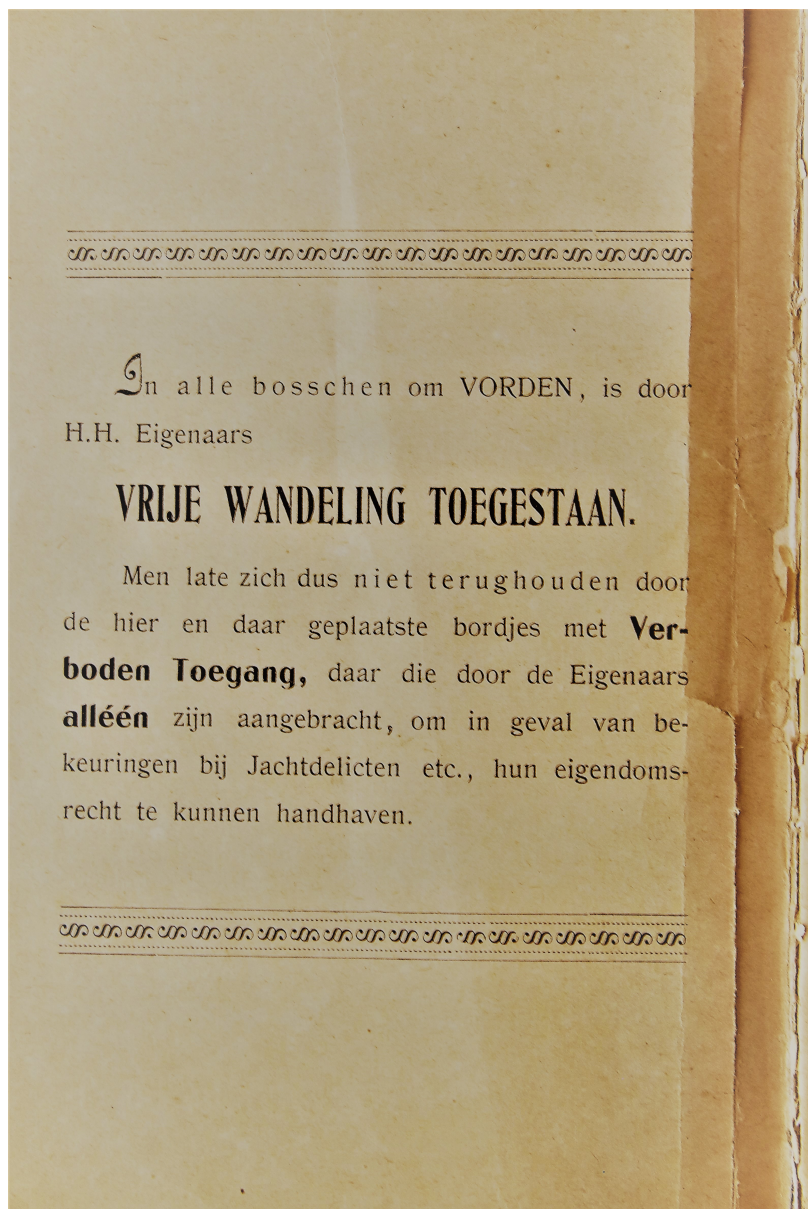 In alle bosschen om VORDEN, is door
H.H. Eigenaars
VRIJE WANDELING TOEGESTAAN.
Men late zich dus niet terughouden door
de hier en daar geplaatste bordjes met Ver-
boden Toegang, daar die door de Eigenaars
alléén zijn aangebracht, om in geval van be-
keuringen bij Jachtdelicten etc., hun eigendoms-
recht te kunnen handhaven.